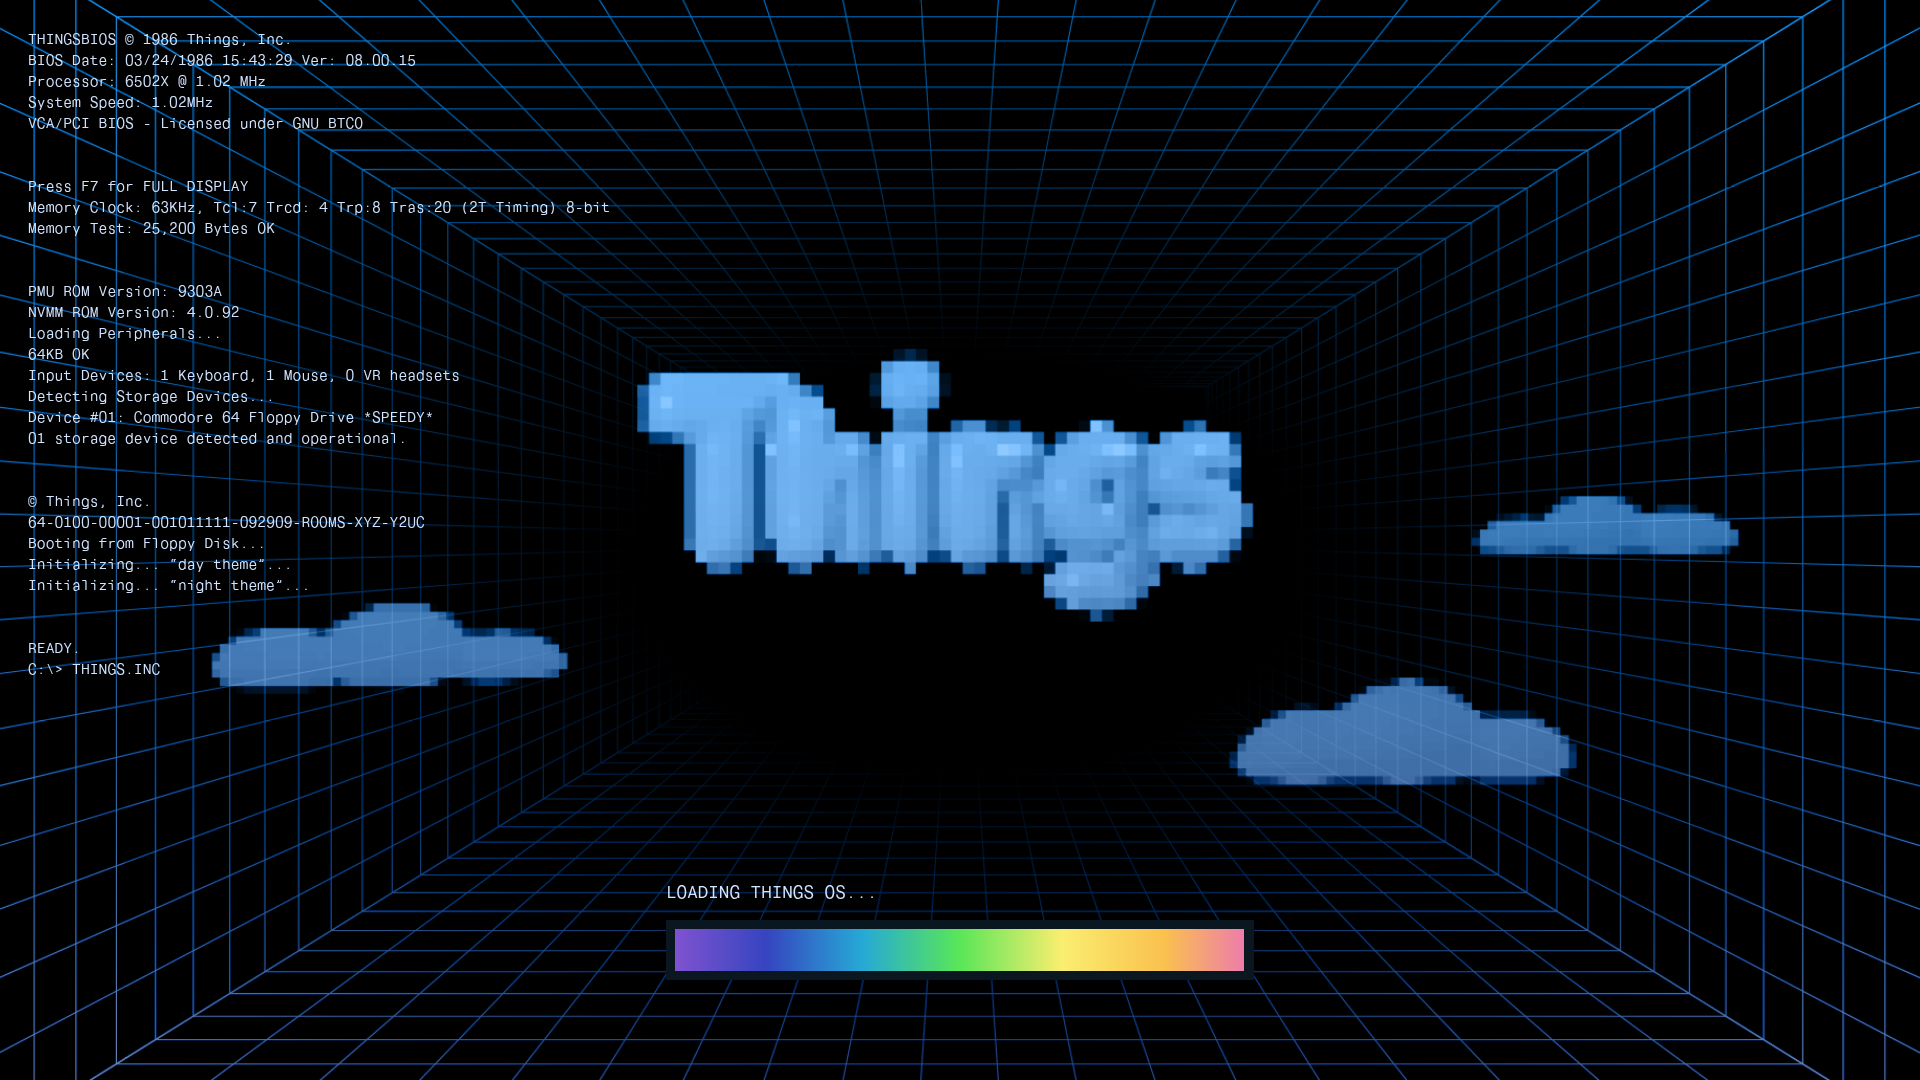 THINGSBIOS © 1986 Things, Inc.
BIOS Date: 03/24/1986 15:43:29 Ver: 08.00.15
Processor: 6502X @ 1.02 MHz
System Speed: 1.02MHz
VCA/PCI BIOS - Licensed under GNU BTCO
Press F7 for FULL DISPLAY
Memory Clock: 63KHz, Tcl:7 Trcd: 4 Trp:8 Tras:20 (2T Timing) 8-bit
Memory Test: 25,200 Bytes OK
PMU ROM Version: 9303A
NVMM ROM Version: 4.0.92
Loading Peripherals...
64KB OK
Input Devices: 1 Keyboard, 1 Mouse, 0 VR headsets
Detecting Storage Devices...
Device #01: Commodore 64 Floppy Drive *SPEEDY*
01 storage device detected and operational.
© Things, Inc.
64-0100-00001-001011111-092909-ROOMS-XYZ-Y2UC
Booting from Floppy Disk...
Initializing... "day theme"...
Initializing... "night theme"...
READY.
C:\> THINGS.INC
Things
LOADING THINGS OS...